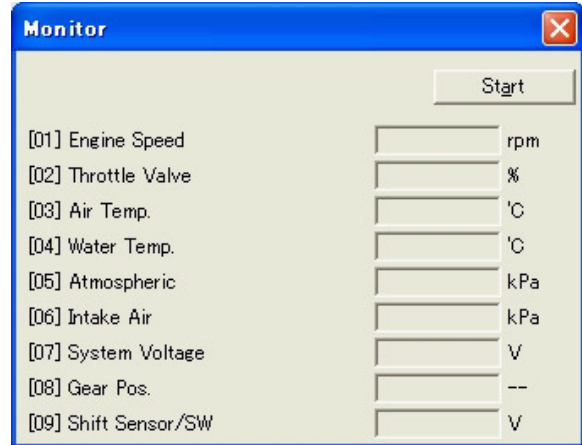 Monitor
Start
[01] Engine Speed rpm
[02] Throttle Valve %
[03] Air Temp. 'C
[04] Water Temp. 'C
[05] Atmospheric kPa
[06] Intake Air kPa
[07] System Voltage V
[08] Gear Pos. --
[09] Shift Sensor/SW V